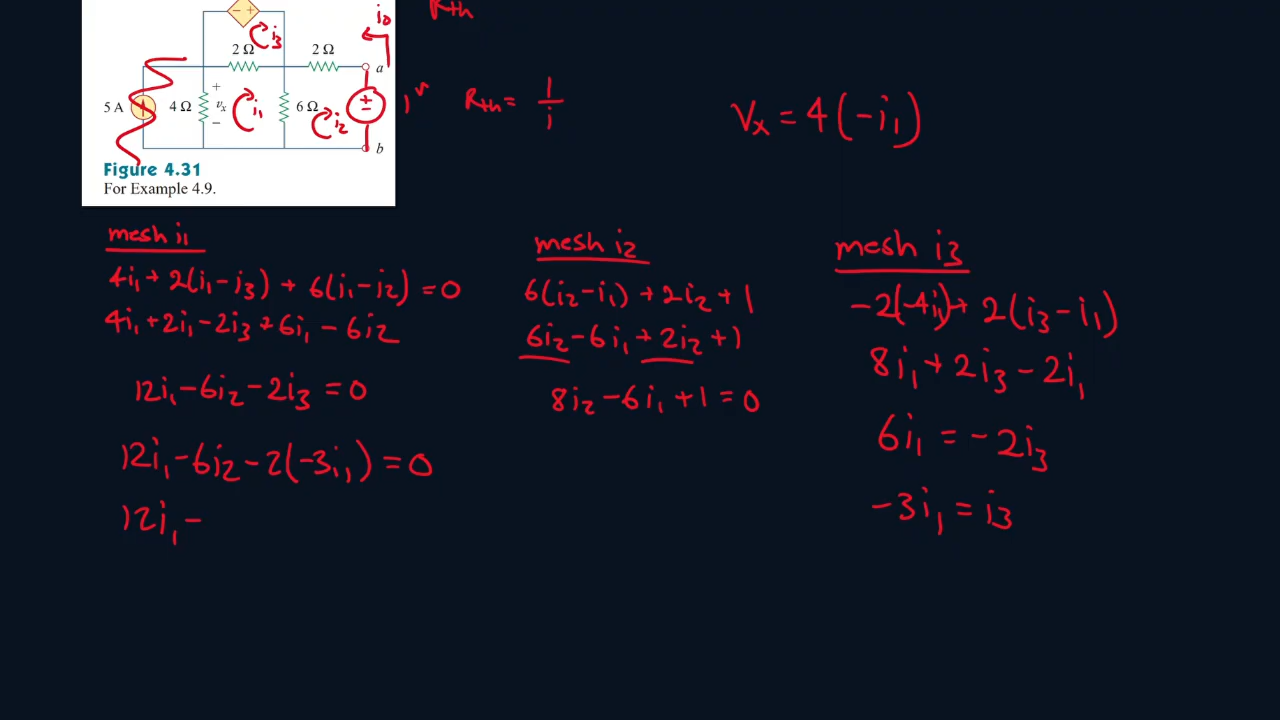 Rth
i0
− +
i3
2 Ω
2 Ω
a
5 A
4 Ω
+
vx
−
i1
6 Ω
i2
+
−
1v
Rth = 1/i
Vx = 4(-i1)
b
Figure 4.31
For Example 4.9.
mesh i1
4i1 + 2(i1-i3) + 6(i1-i2) = 0
4i1 + 2i1 - 2i3 + 6i1 - 6i2
12i1 - 6i2 - 2i3 = 0
12i1 - 6i2 - 2(-3i1) = 0
12i1 -
mesh i2
6(i2-i1) + 2i2 + 1
6i2 - 6i1 + 2i2 + 1
8i2 - 6i1 + 1 = 0
mesh i3
-2(-4i1) + 2(i3-i1)
8i1 + 2i3 - 2i1
6i1 = -2i3
-3i1 = i3